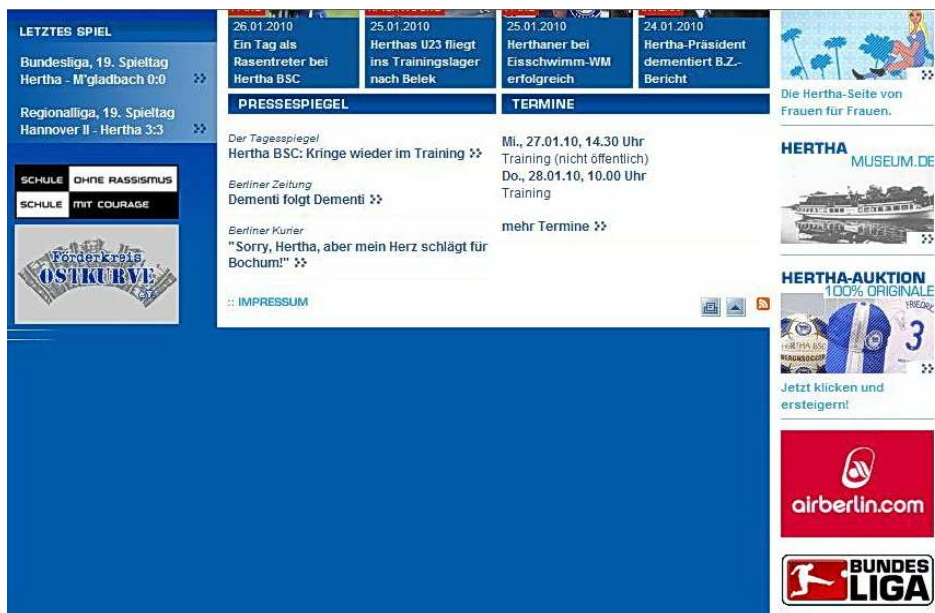 LETZTES SPIEL
Bundesliga, 19. Spieltag
Hertha - M'gladbach 0:0
Regionalliga, 19. Spieltag
Hannover II - Hertha 3:3
SCHULE OHNE RASSISMUS
SCHULE MIT COURAGE
Förderkreis
OSTKURVE
e.V.
26.01.2010
Ein Tag als
Rasentreter bei
Hertha BSC
25.01.2010
Herthas U23 fliegt
ins Trainingslager
nach Belek
25.01.2010
Herthaner bei
Eisschwimm-WM
erfolgreich
24.01.2010
Hertha-Präsident
dementiert B.Z.-
Bericht
PRESSESPIEGEL
Der Tagesspiegel
Hertha BSC: Kringe wieder im Training
Berliner Zeitung
Dementi folgt Dementi
Berliner Kurier
"Sorry, Hertha, aber mein Herz schlägt für
Bochum!"
TERMINE
Mi., 27.01.10, 14.30 Uhr
Training (nicht öffentlich)
Do., 28.01.10, 10.00 Uhr
Training
mehr Termine
:: IMPRESSUM
Die Hertha-Seite von
Frauen für Frauen.
HERTHA
MUSEUM.DE
HERTHA-AUKTION
100% ORIGINALE
3
Jetzt klicken und
ersteigern!
airberlin.com
BUNDES
LIGA